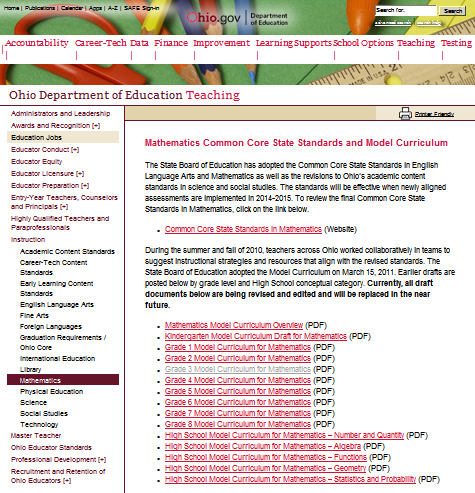 Home | Publications | Calendar | Apps | A-Z | SAFE Sign-in
Ohio.gov | Department of Education
Search for: Search
advanced search | search help
Accountability Career-Tech Data Finance Improvement Learning Supports School Options Teaching Testing
Ohio Department of Education Teaching
Administrators and Leadership
Awards and Recognition [+]
Education Jobs
Educator Conduct [+]
Educator Equity
Educator Licensure [+]
Educator Preparation [+]
Entry-Year Teachers, Counselors
and Principals [+]
Highly Qualified Teachers and
Paraprofessionals
Instruction
Academic Content Standards
Career-Tech Content
Standards
Early Learning Content
Standards
English Language Arts
Fine Arts
Foreign Languages
Graduation Requirements /
Ohio Core
International Education
Library
Mathematics
Physical Education
Science
Social Studies
Technology
Master Teacher
Ohio Educator Standards
Professional Development [+]
Recruitment and Retention of
Ohio Educators [+]
Printer Friendly
Mathematics Common Core State Standards and Model Curriculum
The State Board of Education has adopted the Common Core State Standards in English
Language Arts and Mathematics as well as the revisions to Ohio's academic content
standards in science and social studies. The standards will be effective when newly aligned
assessments are implemented in 2014-2015. To review the final Common Core State
Standards in Mathematics, click on the link below.
Common Core State Standards in Mathematics (Website)
During the summer and fall of 2010, teachers across Ohio worked collaboratively in teams to
suggest instructional strategies and resources that align with the revised standards. The
State Board of Education adopted the Model Curriculum on March 15, 2011. Earlier drafts are
posted below by grade level and High School conceptual category. Currently, all draft
documents below are being revised and edited and will be replaced in the near
future.
Mathematics Model Curriculum Overview (PDF)
Kindergarten Model Curriculum Draft for Mathematics (PDF)
Grade 1 Model Curriculum for Mathematics (PDF)
Grade 2 Model Curriculum for Mathematics (PDF)
Grade 3 Model Curriculum for Mathematics (PDF)
Grade 4 Model Curriculum for Mathematics (PDF)
Grade 5 Model Curriculum for Mathematics (PDF)
Grade 6 Model Curriculum for Mathematics (PDF)
Grade 7 Model Curriculum for Mathematics (PDF)
Grade 8 Model Curriculum for Mathematics (PDF)
High School Model Curriculum for Mathematics – Number and Quantity (PDF)
High School Model Curriculum for Mathematics – Algebra (PDF)
High School Model Curriculum for Mathematics – Functions (PDF)
High School Model Curriculum for Mathematics – Geometry (PDF)
High School Model Curriculum for Mathematics – Statistics and Probability (PDF)